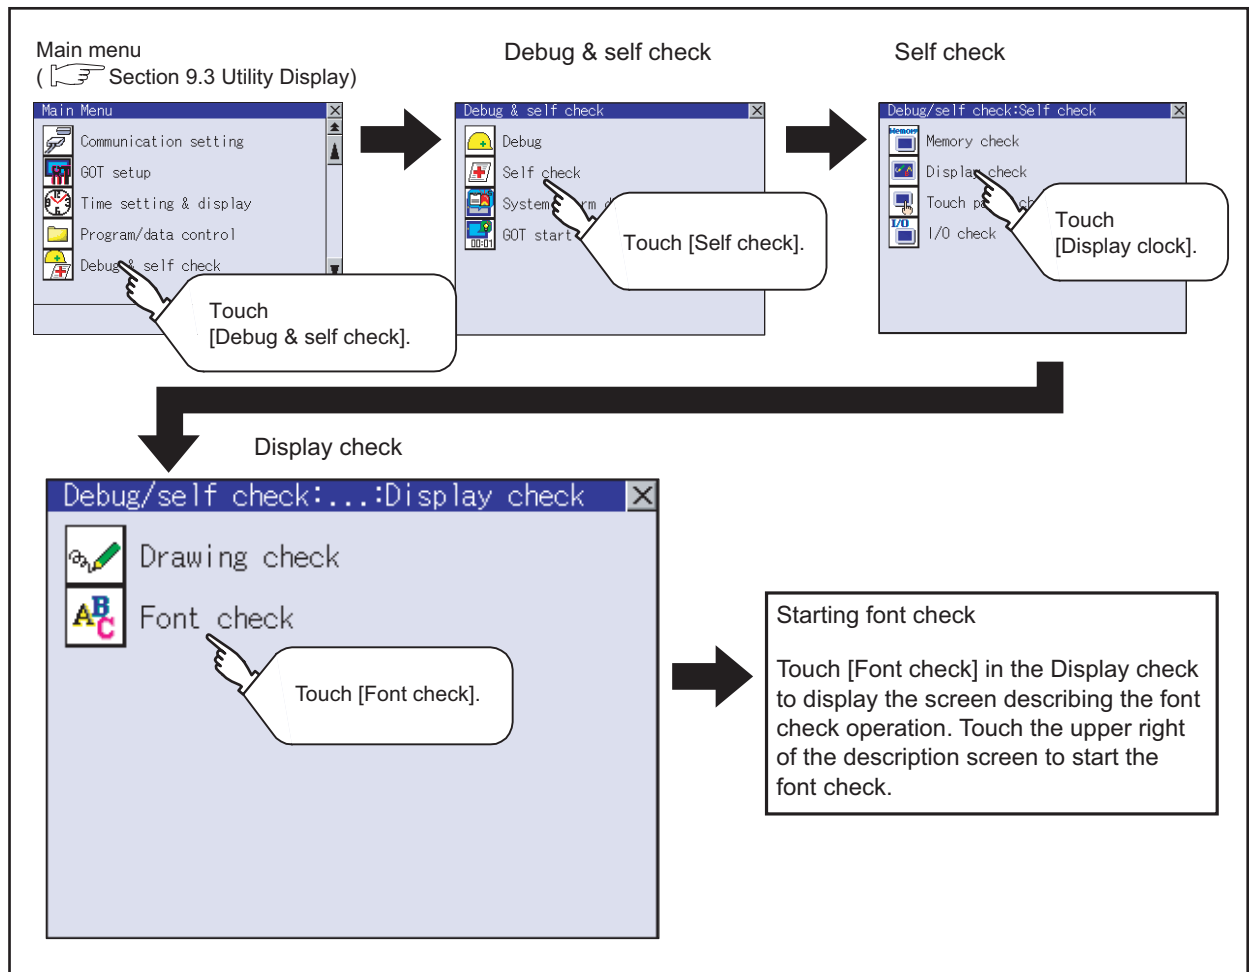 Main menu
( Section 9.3 Utility Display)
Debug & self check
Self check
Main Menu
Communication setting
GOT setup
Time setting & display
Program/data control
Debug & self check
Touch
[Debug & self check].
Debug & self check
Debug
Self check
System
GOT start
00:01
Touch [Self check].
Debug/self check:Self check
Memory
Memory check
Display check
Touch
I/O
I/O check
Touch
[Display clock].
Display check
Debug/self check:...:Display check
Drawing check
ABC
Font check
Touch [Font check].
Starting font check
Touch [Font check] in the Display check
to display the screen describing the font
check operation. Touch the upper right
of the description screen to start the
font check.